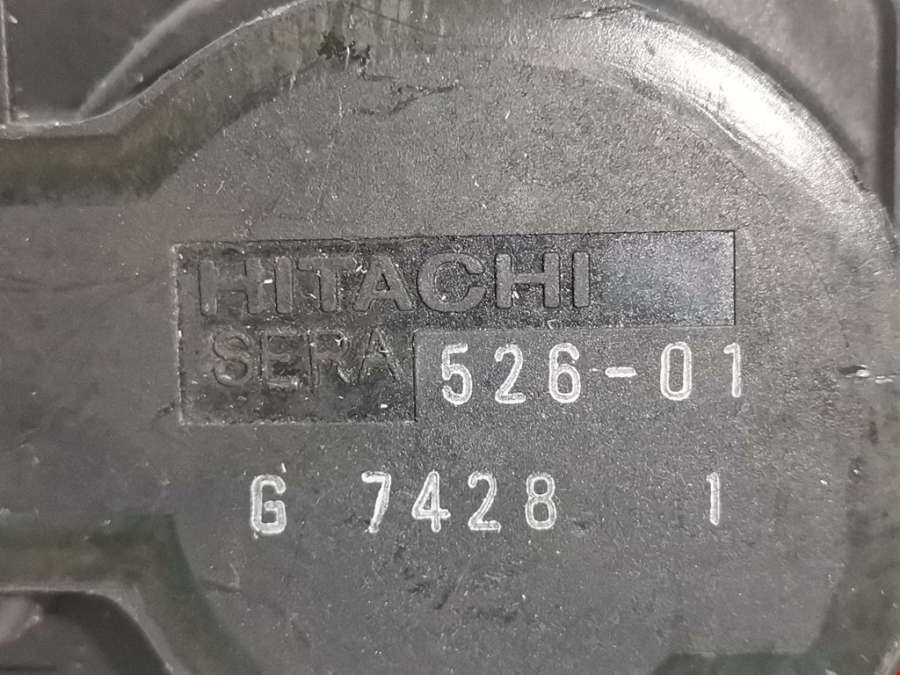 HITACHI
SERA 526-01
G 7428 1